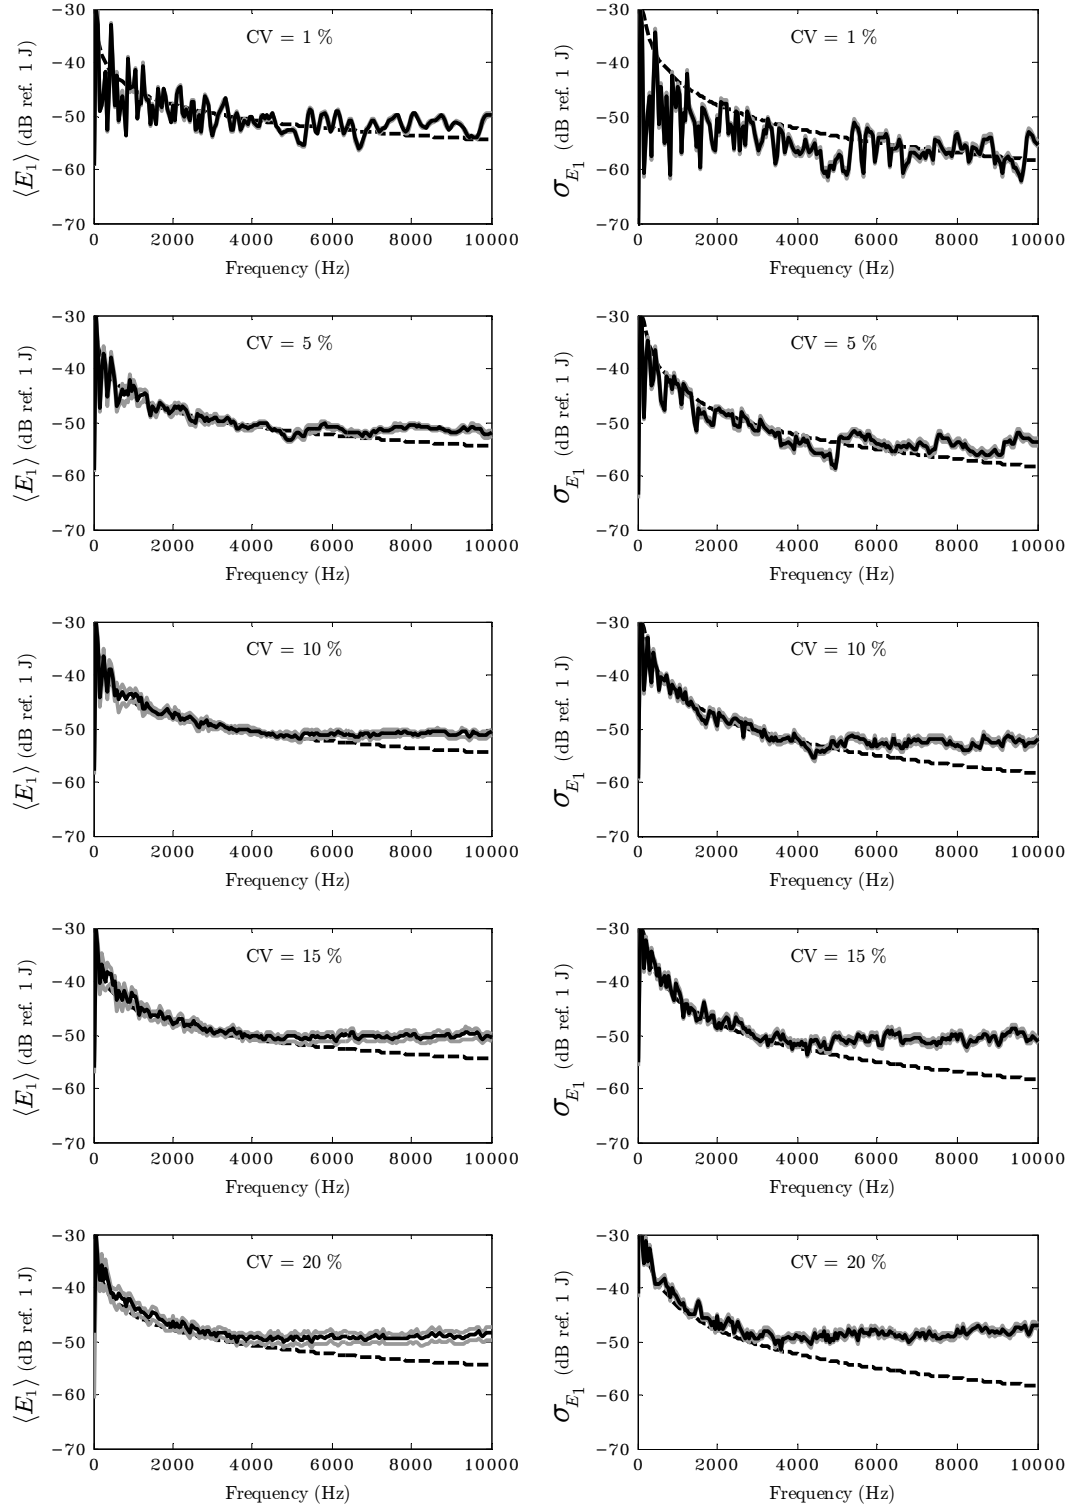 CV = 1 %
⟨E₁⟩ (dB ref. 1 J)
−30
−40
−50
−60
−70
0 2000 4000 6000 8000 10000
Frequency (Hz)
CV = 1 %
σ_E₁ (dB ref. 1 J)
−30
−40
−50
−60
−70
0 2000 4000 6000 8000 10000
Frequency (Hz)
CV = 5 %
⟨E₁⟩ (dB ref. 1 J)
−30
−40
−50
−60
−70
0 2000 4000 6000 8000 10000
Frequency (Hz)
CV = 5 %
σ_E₁ (dB ref. 1 J)
−30
−40
−50
−60
−70
0 2000 4000 6000 8000 10000
Frequency (Hz)
CV = 10 %
⟨E₁⟩ (dB ref. 1 J)
−30
−40
−50
−60
−70
0 2000 4000 6000 8000 10000
Frequency (Hz)
CV = 10 %
σ_E₁ (dB ref. 1 J)
−30
−40
−50
−60
−70
0 2000 4000 6000 8000 10000
Frequency (Hz)
CV = 15 %
⟨E₁⟩ (dB ref. 1 J)
−30
−40
−50
−60
−70
0 2000 4000 6000 8000 10000
Frequency (Hz)
CV = 15 %
σ_E₁ (dB ref. 1 J)
−30
−40
−50
−60
−70
0 2000 4000 6000 8000 10000
Frequency (Hz)
CV = 20 %
⟨E₁⟩ (dB ref. 1 J)
−30
−40
−50
−60
−70
0 2000 4000 6000 8000 10000
Frequency (Hz)
CV = 20 %
σ_E₁ (dB ref. 1 J)
−30
−40
−50
−60
−70
0 2000 4000 6000 8000 10000
Frequency (Hz)